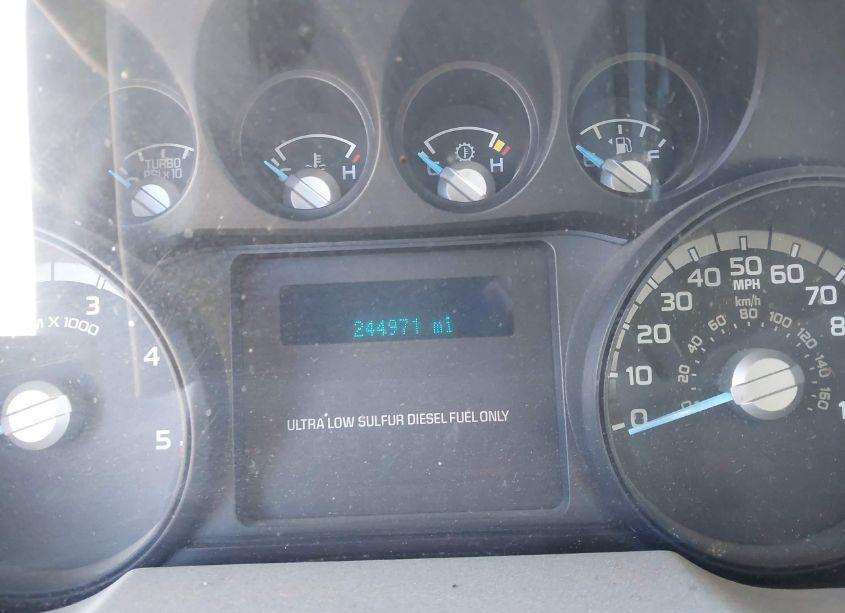 TURBO
PSI x 10
C H
C H
F
3
4
5
M X 1000
244971 mi
ULTRA LOW SULFUR DIESEL FUEL ONLY
0 10 20 30 40 50 60 70
MPH
km/h
20 40 60 80 100 120 140 160